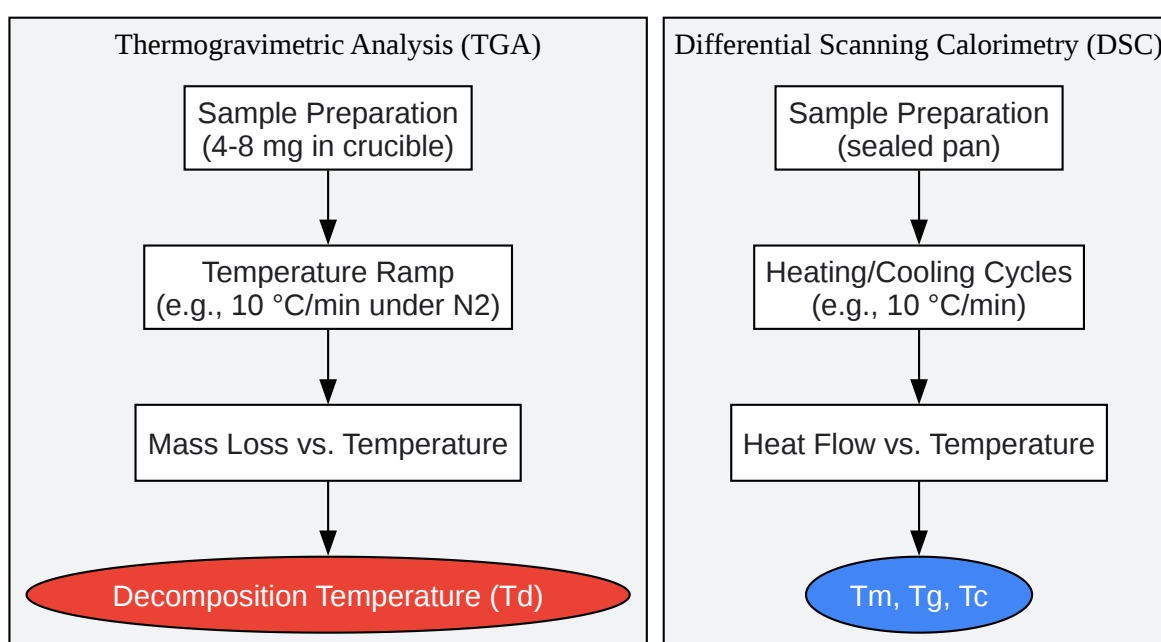 Thermogravimetric Analysis (TGA)
Sample Preparation
(4-8 mg in crucible)
Temperature Ramp
(e.g., 10 °C/min under N2)
Mass Loss vs. Temperature
Decomposition Temperature (Td)
Differential Scanning Calorimetry (DSC)
Sample Preparation
(sealed pan)
Heating/Cooling Cycles
(e.g., 10 °C/min)
Heat Flow vs. Temperature
Tm, Tg, Tc